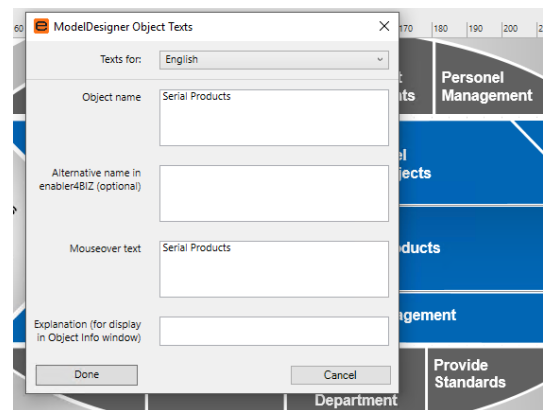 60
ModelDesigner Object Texts
170
180
190
200
Texts for:
English
Personel
Management
Object name
Serial Products
Alternative name in
enabler4BIZ (optional)
Mouseover text
Serial Products
Explanation (for display
in Object Info window)
Done
Cancel
Provide
Standards
Department